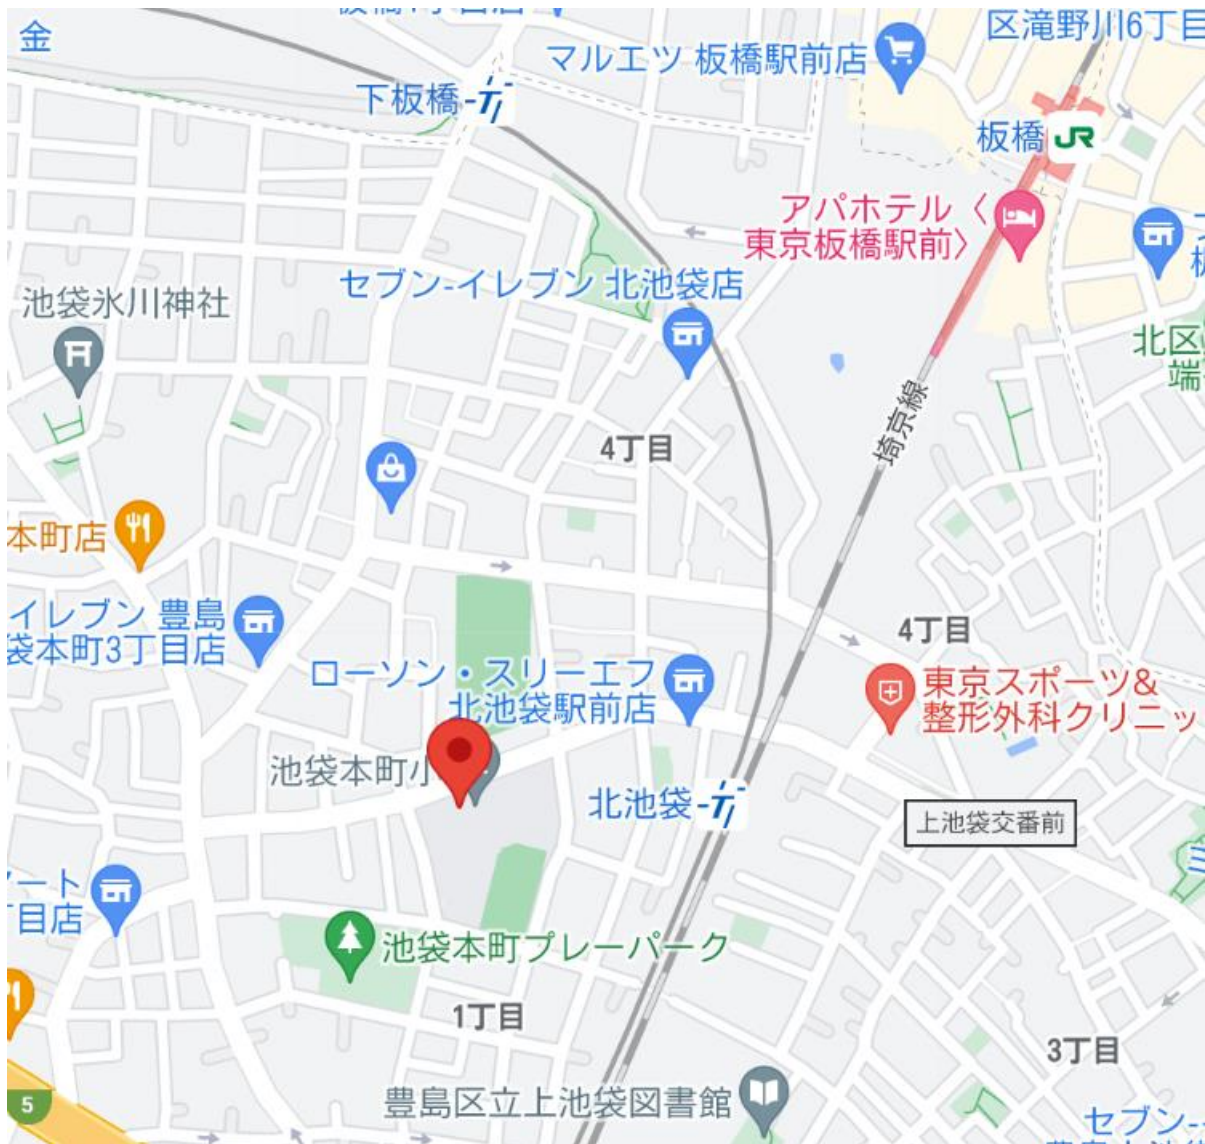 金
下板橋
マルエツ 板橋駅前店
区滝野川6丁目
板橋 JR
アパホテル〈
東京板橋駅前〉
セブン-イレブン 北池袋店
池袋氷川神社
北区
端
埼京線
4丁目
本町店
イレブン 豊島
袋本町3丁目店
4丁目
ローソン・スリーエフ
北池袋駅前店
東京スポーツ&
整形外科クリニッ
池袋本町小
北池袋
上池袋交番前
ート
目店
池袋本町プレーパーク
1丁目
3丁目
5
豊島区立上池袋図書館
セブン-